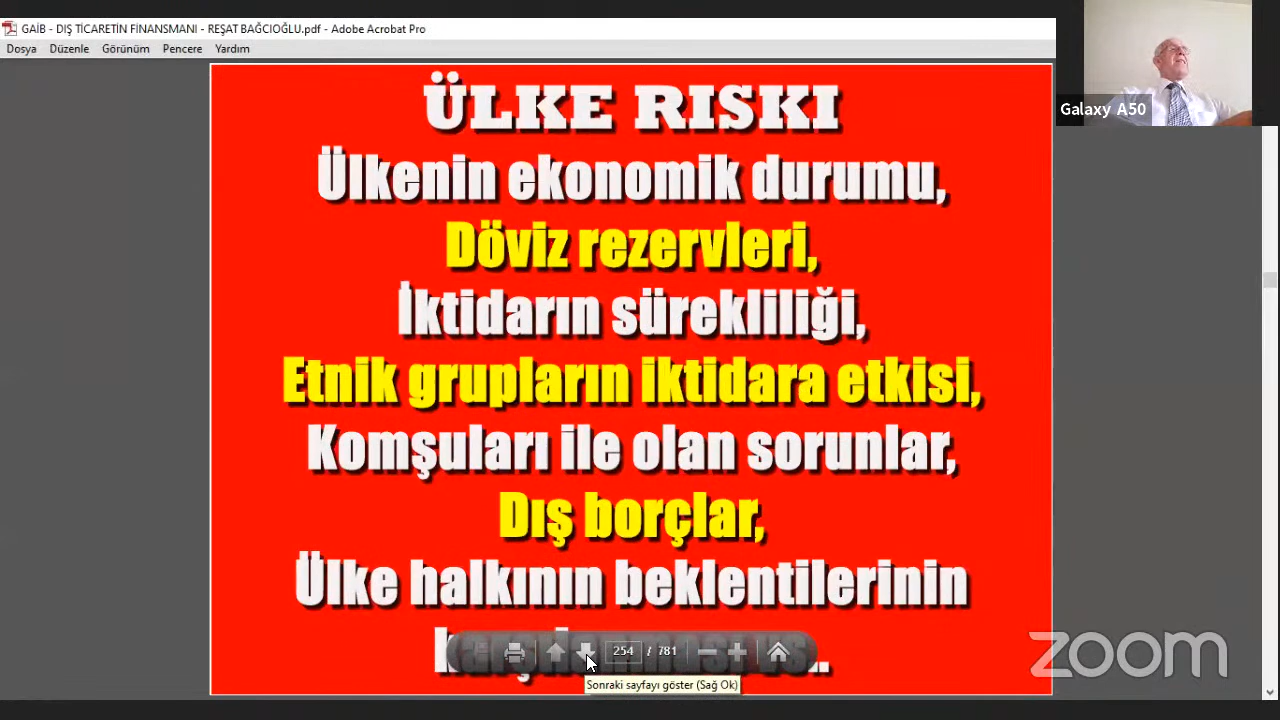 GAİB - DIŞ TİCARETİN FİNANSMANI - REŞAT BAĞCIOĞLU.pdf - Adobe Acrobat Pro
Dosya Düzenle Görünüm Pencere Yardım
Galaxy A50
ÜLKE RISKI
Ülkenin ekonomik durumu,
Döviz rezervleri,
İktidarın sürekliliği,
Etnik grupların iktidara etkisi,
Komşuları ile olan sorunlar,
Dış borçlar,
Ülke halkının beklentilerinin
254 / 781
Sonraki sayfayı göster (Sağ Ok)
zoom